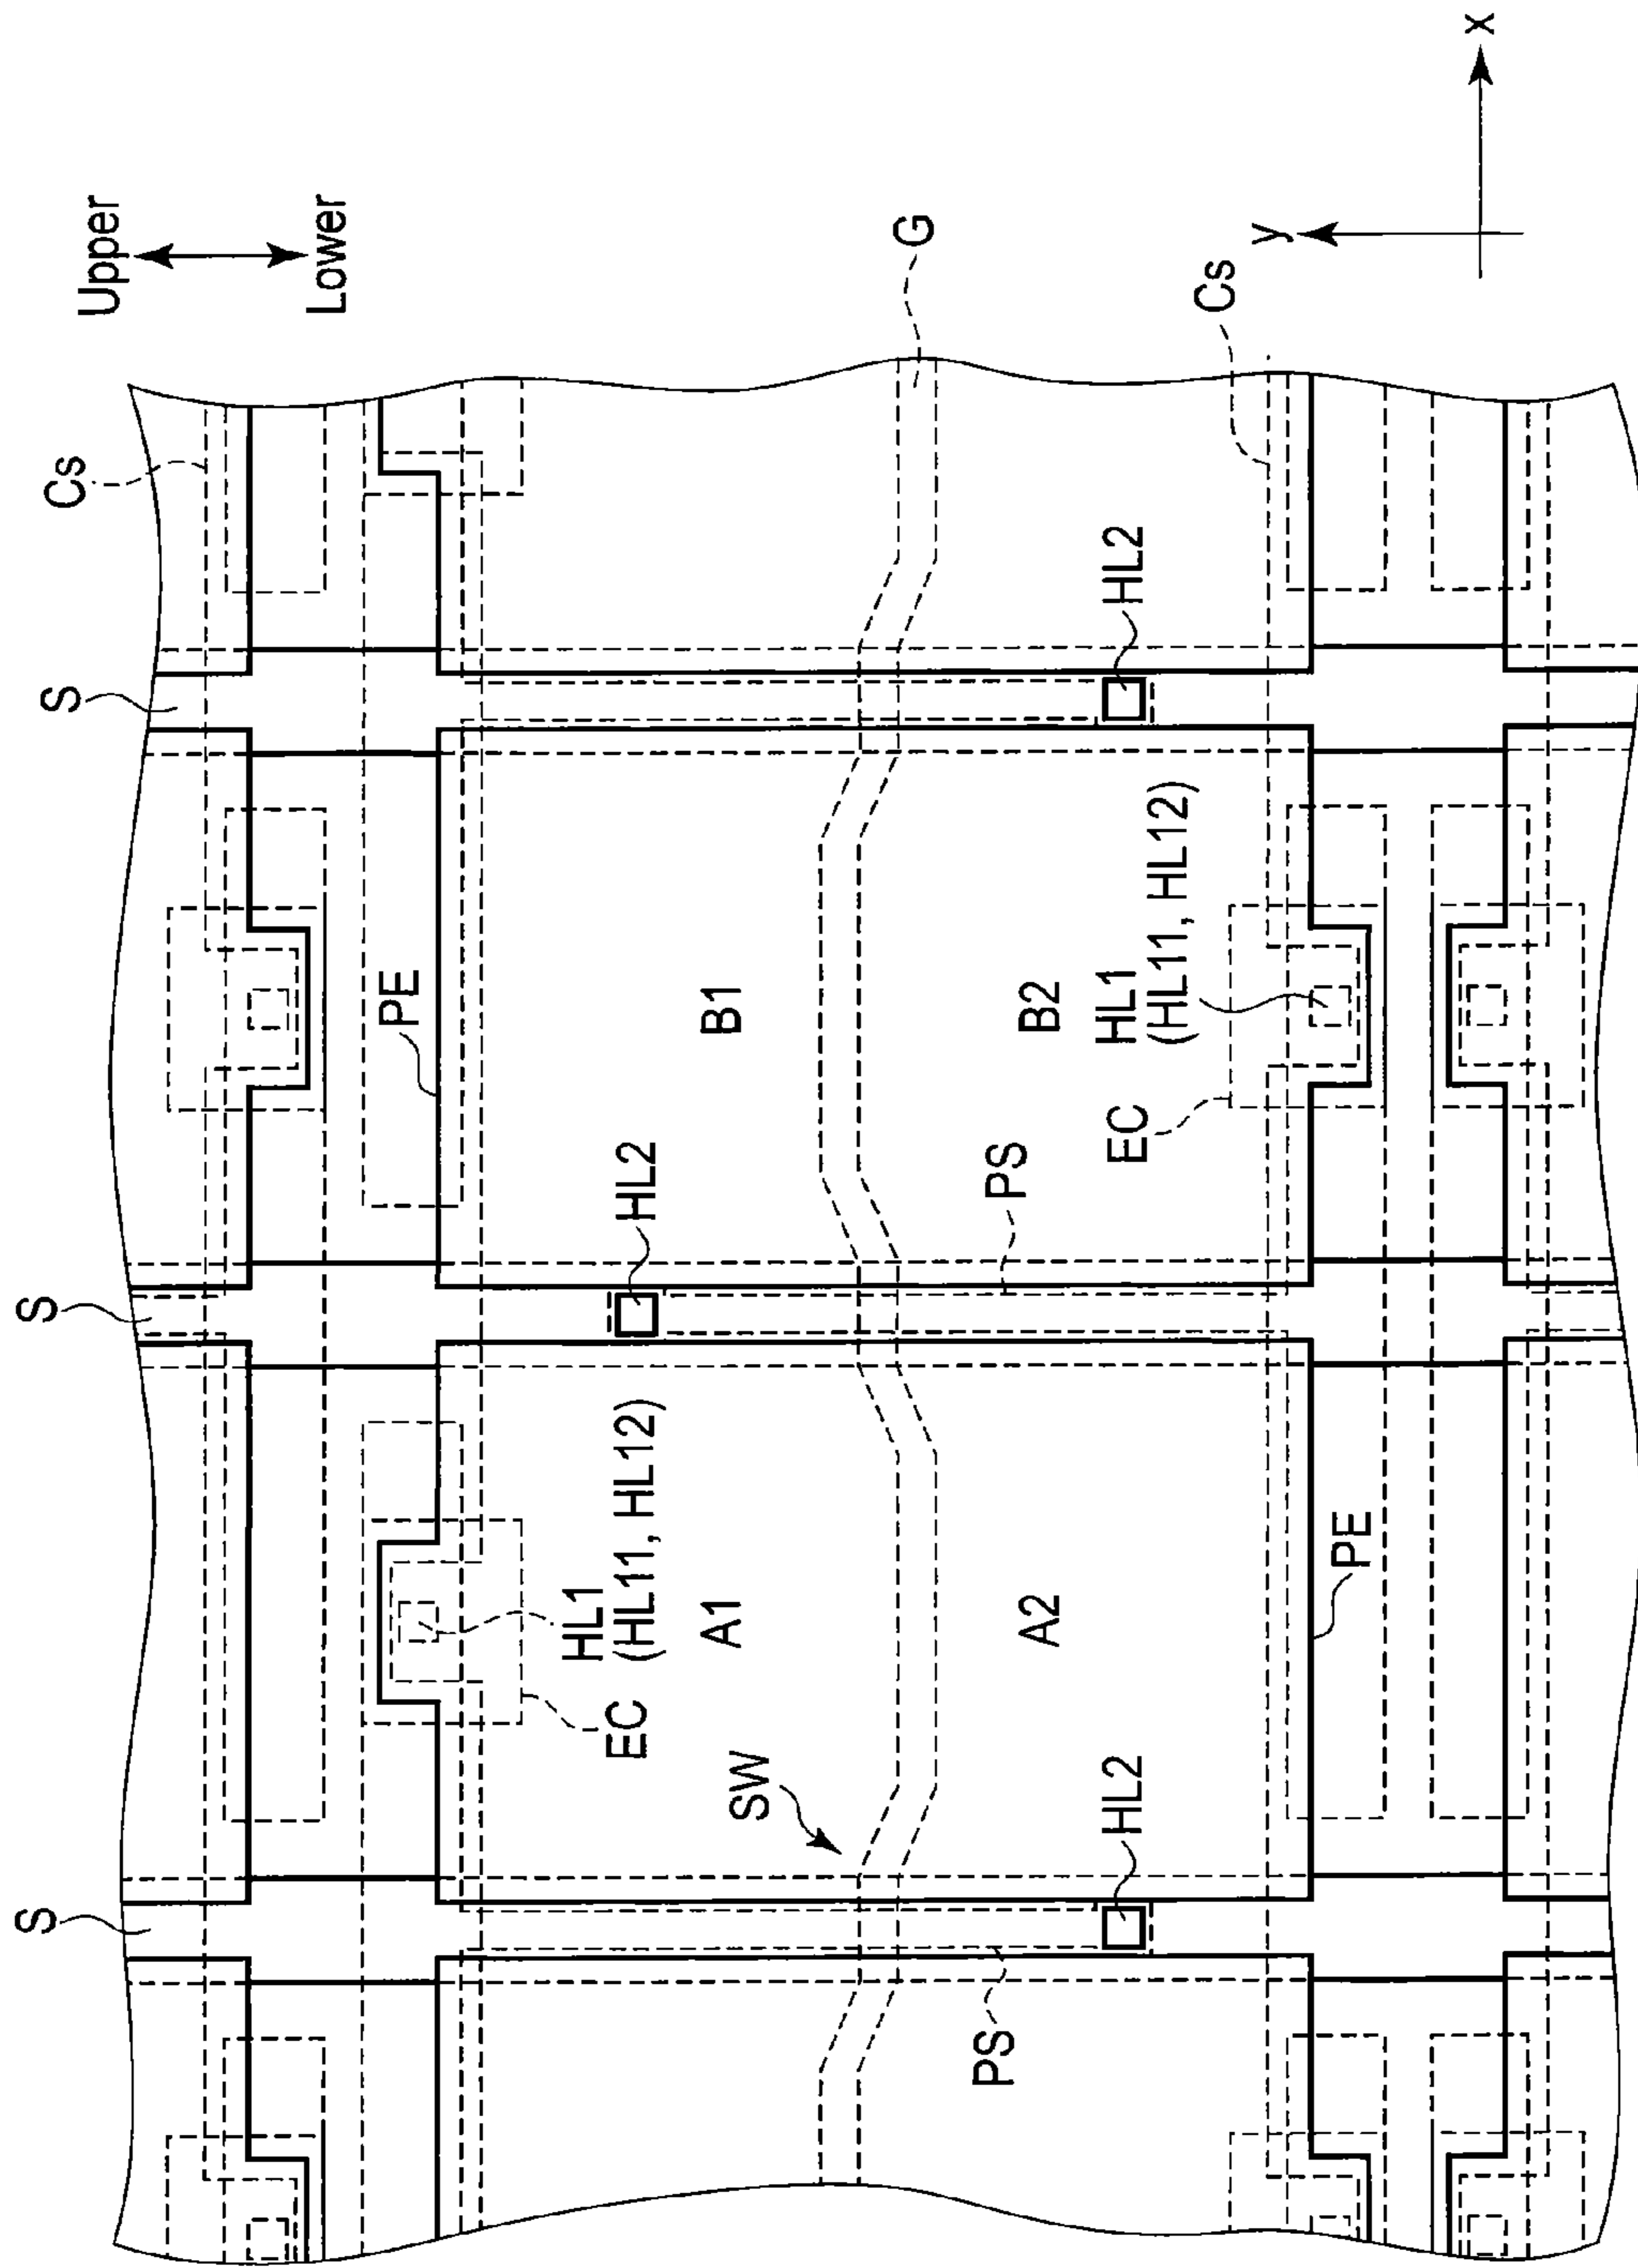 S
S
S
Cs
Upper
Lower
PE
EC
HL1
(HL11, HL12)
HL2
A1
B1
SW
G
A2
B2
PS
PS
HL2
EC
HL1
(HL11, HL12)
HL2
Cs
PE
y
x